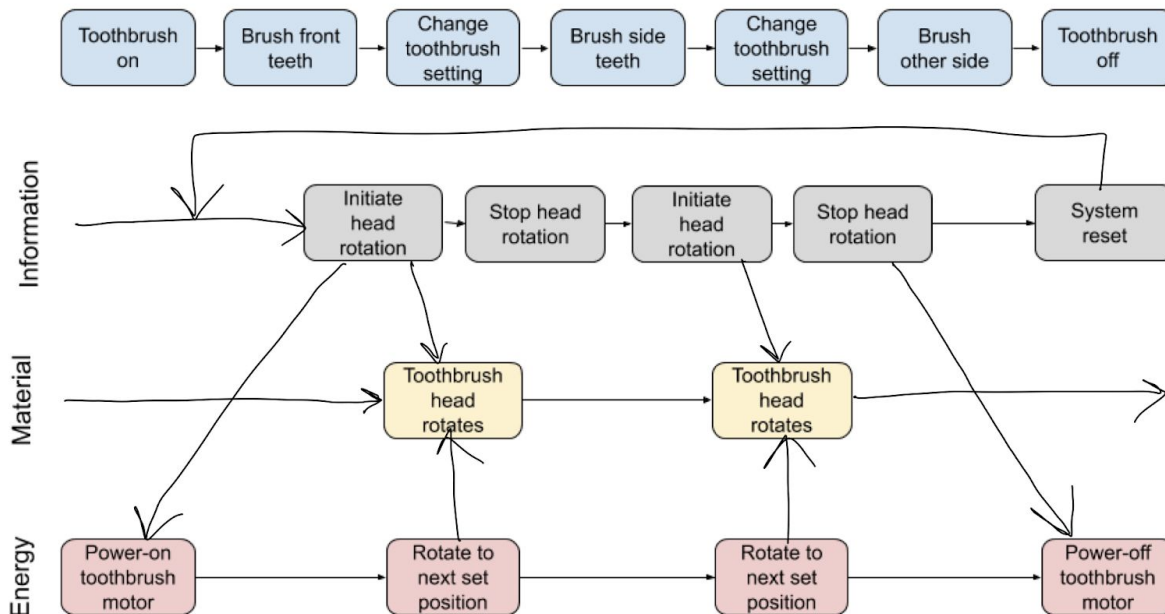 Toothbrush
on
Brush front
teeth
Change
toothbrush
setting
Brush side
teeth
Change
toothbrush
setting
Brush
other side
Toothbrush
off
Information
Initiate
head
rotation
Stop head
rotation
Initiate
head
rotation
Stop head
rotation
System
reset
Material
Toothbrush
head
rotates
Toothbrush
head
rotates
Energy
Power-on
toothbrush
motor
Rotate to
next set
position
Rotate to
next set
position
Power-off
toothbrush
motor